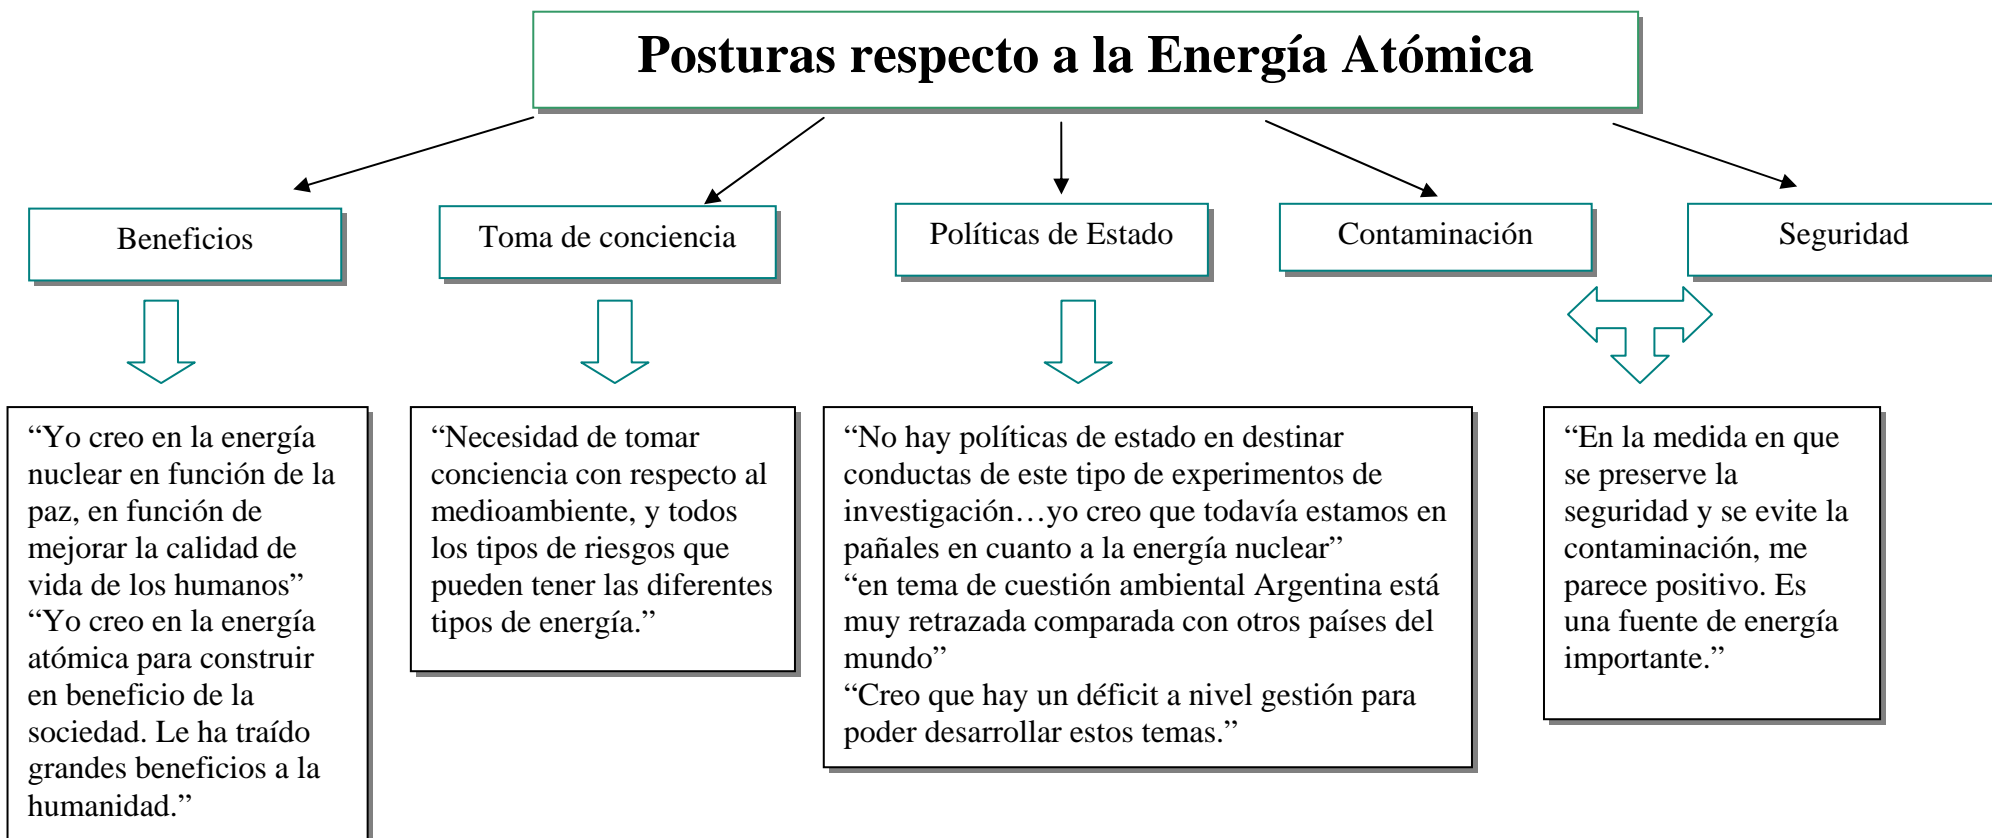 Posturas respecto a la Energía Atómica
Beneficios
Toma de conciencia
Políticas de Estado
Contaminación
Seguridad
“Yo creo en la energía
nuclear en función de la
paz, en función de
mejorar la calidad de
vida de los humanos”
“Yo creo en la energía
atómica para construir
en beneficio de la
sociedad. Le ha traído
grandes beneficios a la
humanidad.”
“Necesidad de tomar
conciencia con respecto al
medioambiente, y todos
los tipos de riesgos que
pueden tener las diferentes
tipos de energía.”
“No hay políticas de estado en destinar
conductas de este tipo de experimentos de
investigación…yo creo que todavía estamos en
pañales en cuanto a la energía nuclear”
“en tema de cuestión ambiental Argentina está
muy retrazada comparada con otros países del
mundo”
“Creo que hay un déficit a nivel gestión para
poder desarrollar estos temas.”
“En la medida en que
se preserve la
seguridad y se evite la
contaminación, me
parece positivo. Es
una fuente de energía
importante.”